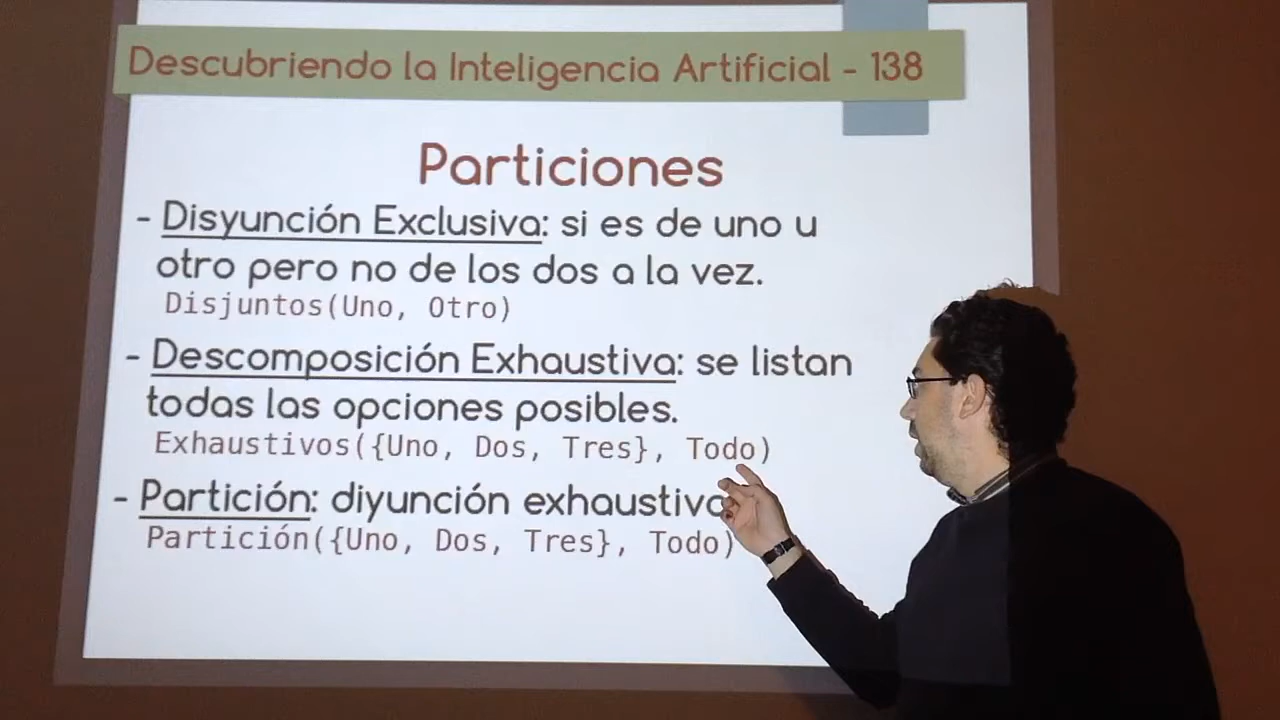 Descubriendo la Inteligencia Artificial - 138
Particiones
- Disyunción Exclusiva: si es de uno u
otro pero no de los dos a la vez.
Disjuntos(Uno, Otro)
- Descomposición Exhaustiva: se listan
todas las opciones posibles.
Exhaustivos({Uno, Dos, Tres}, Todo)
- Partición: diyunción exhaustiva
Partición({Uno, Dos, Tres}, Todo)